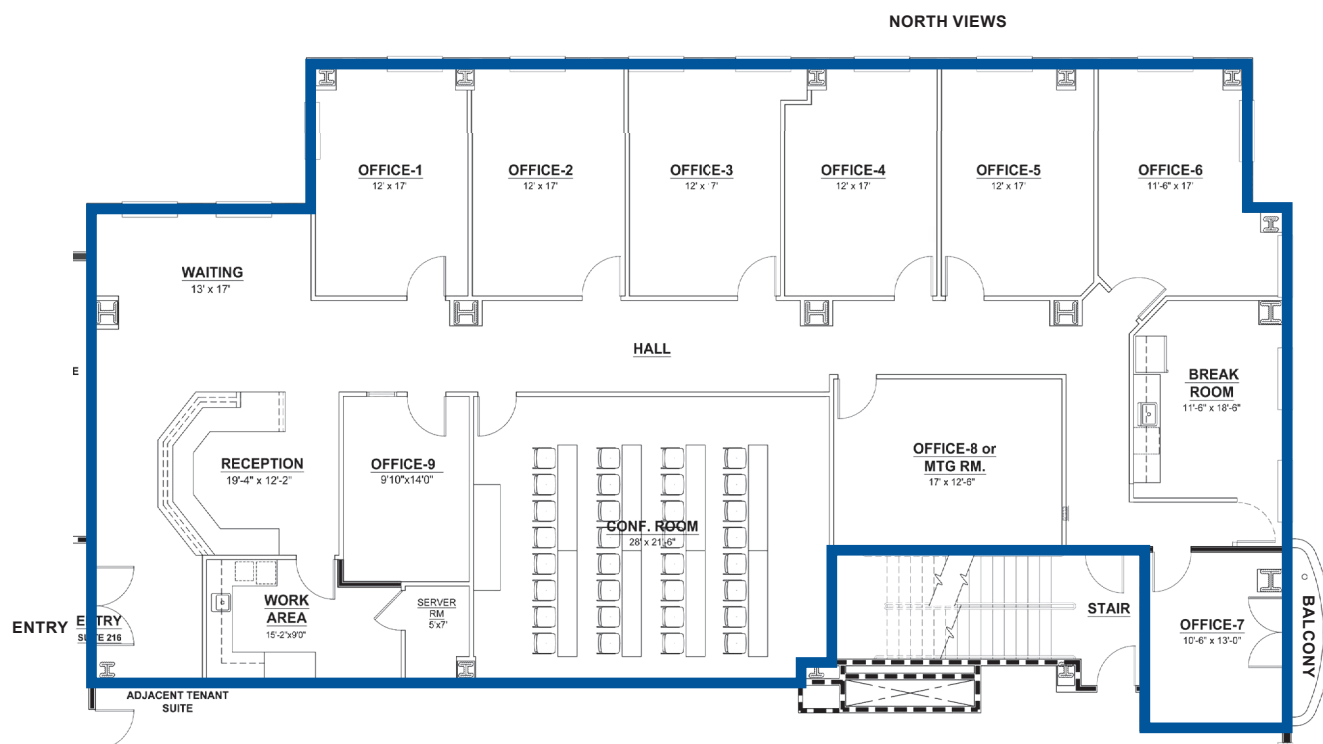 NORTH VIEWS
OFFICE-1
12' x 17'
OFFICE-2
12' x 17'
OFFICE-3
12' x 17'
OFFICE-4
12' x 17'
OFFICE-5
12' x 17'
OFFICE-6
11'-6" x 17'
WAITING
13' x 17'
HALL
E
BREAK
ROOM
11'-6" x 18'-6"
RECEPTION
19'-4" x 12'-2"
OFFICE-9
9'10"x14'0"
OFFICE-8 or
MTG RM.
17' x 12'-6"
CONF. ROOM
28' x 21'-6"
WORK
AREA
15'-2"x9'0"
SERVER
RM
5'x7'
STAIR
OFFICE-7
10'-6" x 13'-0"
BALCONY
ENTRY
ENTRY
SUITE 216
ADJACENT TENANT
SUITE